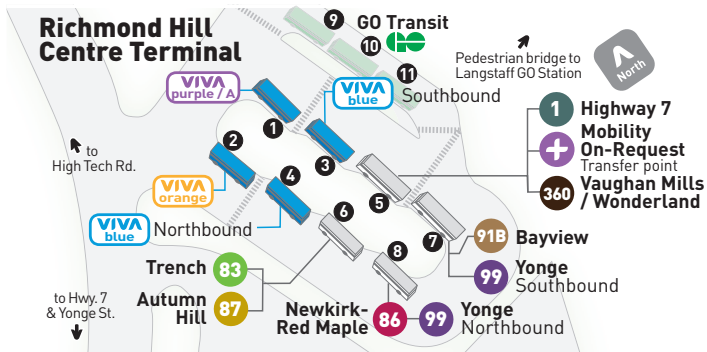 Richmond Hill
Centre Terminal
9
GO Transit
10
GO
11
Pedestrian bridge to
Langstaff GO Station
North
VIVA
purple / A
VIVA
blue
Southbound
1
2
3
4
5
6
7
8
1 Highway 7
Mobility
On-Request
Transfer point
360 Vaughan Mills
/ Wonderland
to
High Tech Rd.
VIVA
orange
VIVA
blue
Northbound
91B Bayview
99 Yonge
Southbound
Trench 83
Autumn
Hill 87
to Hwy. 7
& Yonge St.
Newkirk-
Red Maple 86
99 Yonge
Northbound